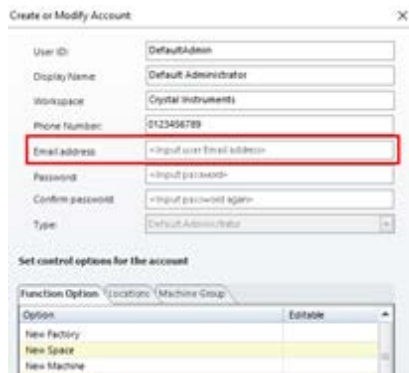 Create or Modify Account
User ID: DefaultAdmin
Display Name: Default Administrator
Workspace: Crystal Instruments
Phone Number: 0123456789
Email address: <Input user Email address>
Password: <Input password>
Confirm password: <Input password again>
Type: Default Administrator
Set control options for the account
Function Option Locations Machine Group
Option Editable
New Factory
New Space
New Machine